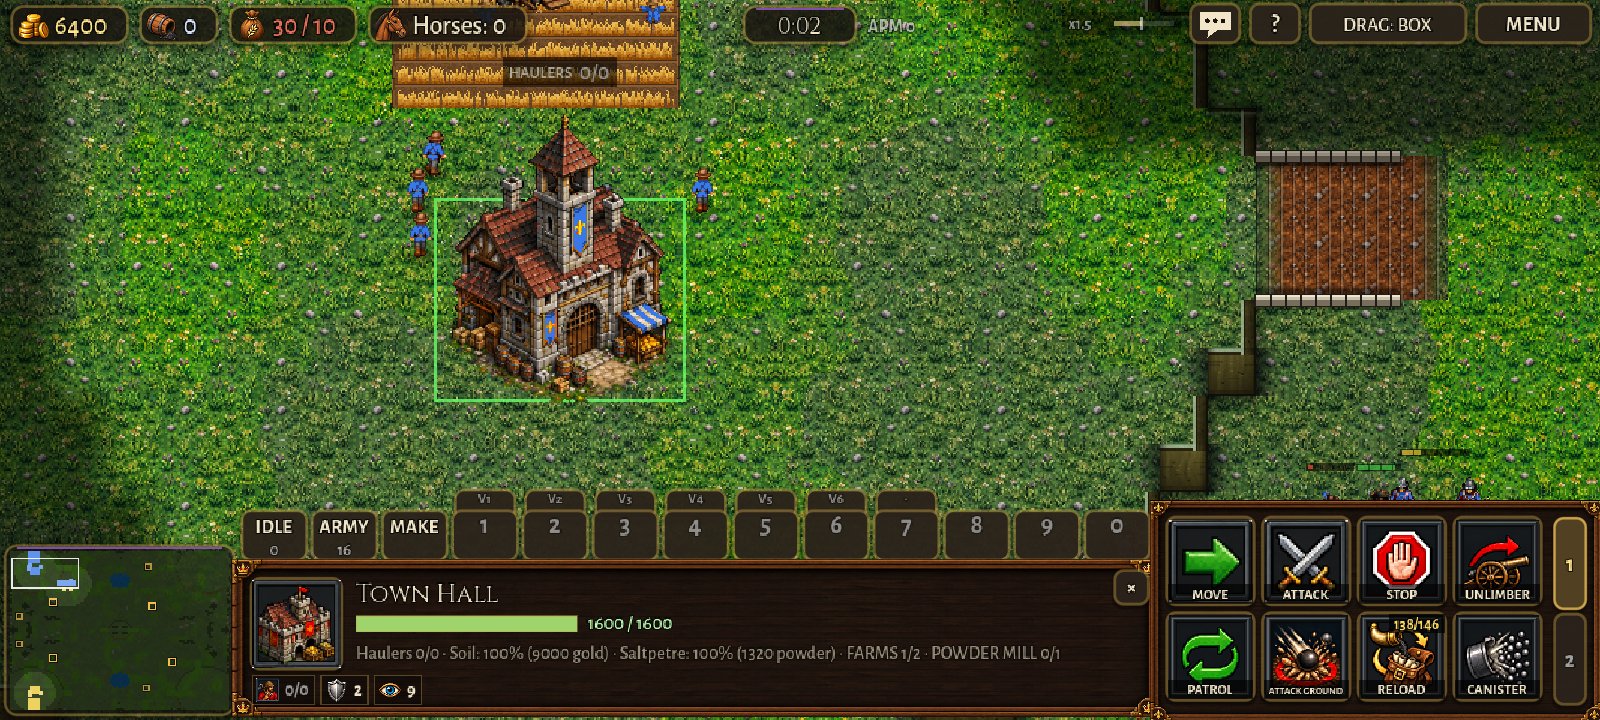 6400
0
30/10
Horses: 0
0:02
APM:0
X1.5
?
DRAG: BOX
MENU
HAULERS 0/0
V1
V2
V3
V4
V5
V6
IDLE
0
ARMY
16
MAKE
1
2
3
4
5
6
7
8
9
0
TOWN HALL
×
1600/1600
Haulers 0/0 · Soil: 100% (9000 gold) · Saltpetre: 100% (1320 powder) · FARMS 1/2 · POWDER MILL 0/1
0/0
2
9
MOVE
ATTACK
STOP
UNLIMBER
1
PATROL
ATTACK GROUND
138/146
RELOAD
CANISTER
2